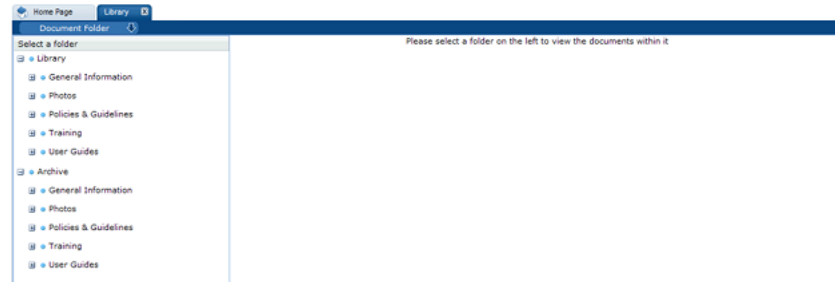 Home Page Library
Document Folder
Select a folder
Please select a folder on the left to view the documents within it
Library
General Information
Photos
Policies & Guidelines
Training
User Guides
Archive
General Information
Photos
Policies & Guidelines
Training
User Guides